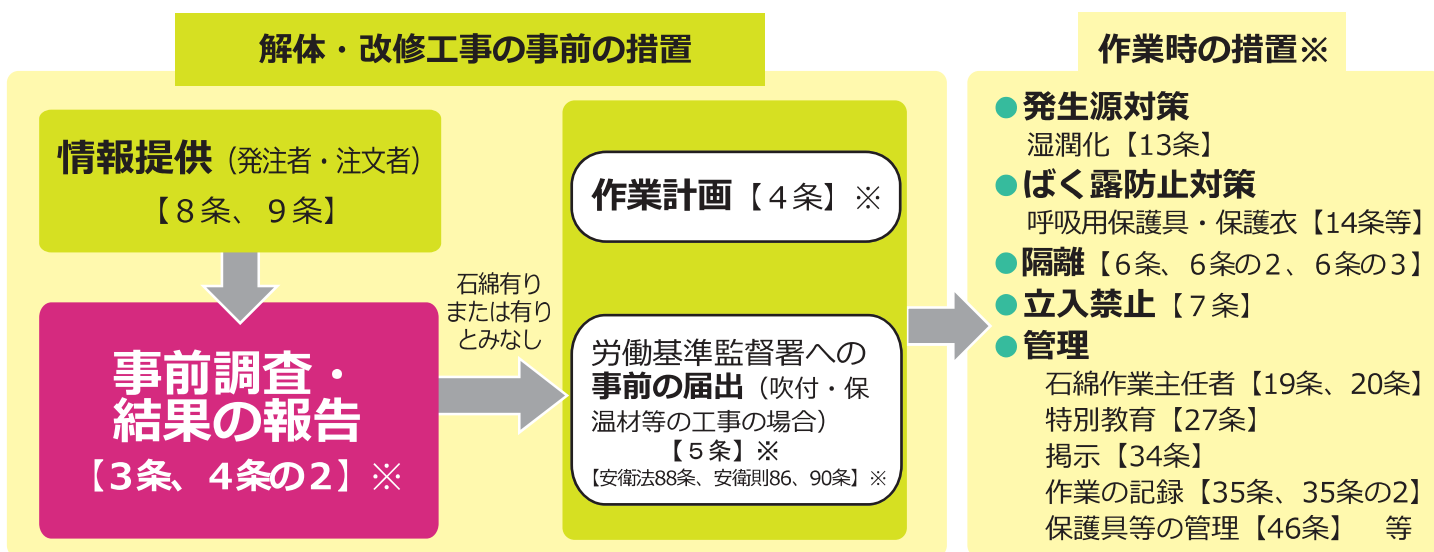 解体・改修工事の事前の措置
情報提供（発注者・注文者）
【８条、９条】
事前調査・
結果の報告
【３条、４条の２】※
石綿有り
または有り
とみなし
作業計画【４条】※
労働基準監督署への
事前の届出（吹付・保
温材等の工事の場合）
【５条】※
【安衛法88条、安衛則86、90条】※
作業時の措置※
●発生源対策
湿潤化【13条】
●ばく露防止対策
呼吸用保護具・保護衣【14条等】
●隔離【６条、６条の２、６条の３】
●立入禁止【７条】
●管理
石綿作業主任者【19条、20条】
特別教育【27条】
掲示【34条】
作業の記録【35条、35条の2】
保護具等の管理【46条】　等